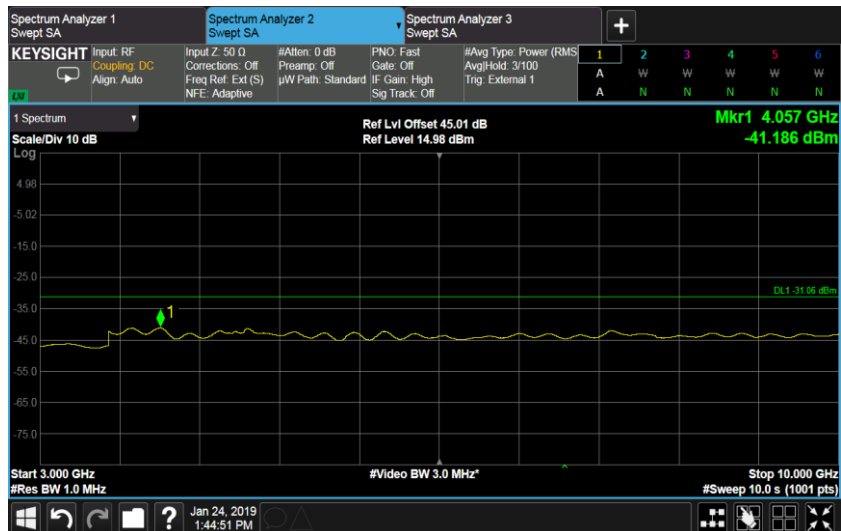 Spectrum Analyzer 1
Swept SA
Spectrum Analyzer 2
Swept SA
Spectrum Analyzer 3
Swept SA
+
KEYSIGHT
LXI
Input: RF
Coupling: DC
Align: Auto
Input Z: 50 Ω
Corrections: Off
Freq Ref: Ext (S)
NFE: Adaptive
#Atten: 0 dB
Preamp: Off
µW Path: Standard
PNO: Fast
Gate: Off
IF Gain: High
Sig Track: Off
#Avg Type: Power (RMS
Avg|Hold: 3/100
Trig: External 1
1 2 3 4 5 6
A W W W W W
A N N N N N
1 Spectrum
Scale/Div 10 dB
Log
Ref Lvl Offset 45.01 dB
Ref Level 14.98 dBm
Mkr1 4.057 GHz
-41.186 dBm
4.98
-5.02
-15.0
-25.0
DL1 -31.06 dBm
-35.0
1
-45.0
-55.0
-65.0
-75.0
Start 3.000 GHz
#Res BW 1.0 MHz
#Video BW 3.0 MHz*
Stop 10.000 GHz
#Sweep 10.0 s (1001 pts)
?
Jan 24, 2019
1:44:51 PM